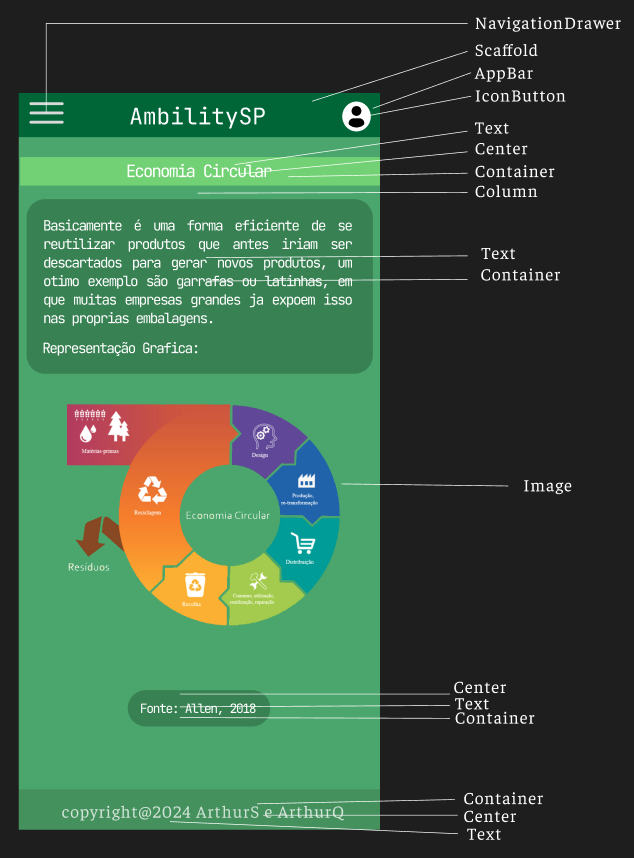 NavigationDrawer
Scaffold
AppBar
IconButton
AmbilitySP
Text
Center
Economia Circular
Container
Column
Basicamente é uma forma eficiente de se
reutilizar produtos que antes iriam ser
descartados para gerar novos produtos, um
otimo exemplo são garrafas ou latinhas, em
que muitas empresas grandes ja expoem isso
nas proprias embalagens.
Representação Grafica:
Text
Container
Matérias-primas
Design
Produção,
re-transformação
Reciclagem
Economia Circular
Distribuição
Resíduos
Recolha
Consumo, utilização,
reutilização, reparação
Image
Center
Text
Container
Fonte: Allen, 2018
Container
Center
Text
copyright@2024 ArthurS e ArthurQ